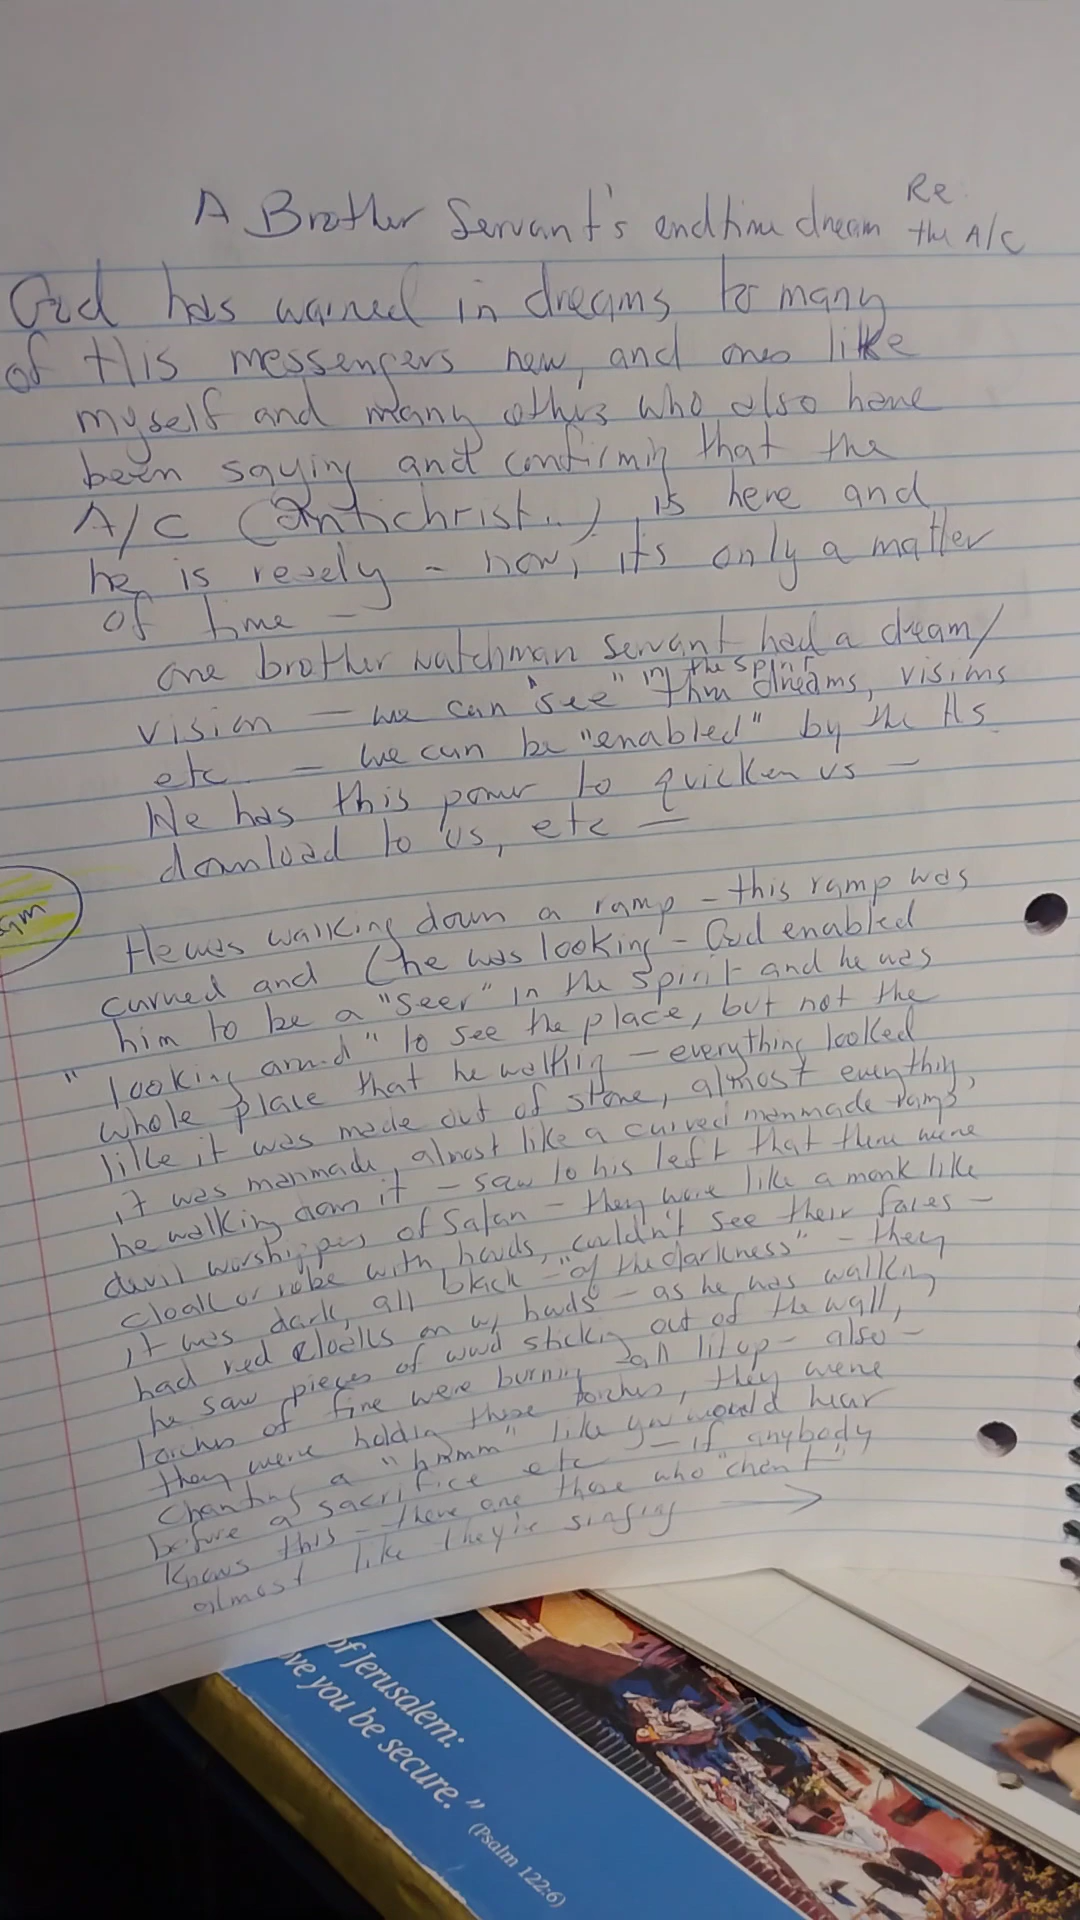 A Brother Servant's endtime dream Re: the A/C
God has warned in dreams to many
of His messengers now, and ones like
myself and many others who also have
been saying and confirming that the
A/C (antichrist..) is here and
he is ready - now, it's only a matter
of time -
one brother watchman servant had a dream/
vision - we can "see" in the spirit thru dreams, visions
etc. - we can be "enabled" by the HS
He has this power to quicken us -
download to us, etc -
He was walking down a ramp - this ramp was
curved and (he was looking - God enabled
him to be a "seer" in the spirit and he was
"looking around" to see the place, but not the
whole place that he walkin - everything looked
like it was made out of stone, almost everything,
it was manmade, almost like a curved manmade ramp
he walking down it - saw to his left that there were
devil worshippers of Satan - they wore like a monk like
cloak or robe with hoods, couldn't see their faces -
it was dark, all black - "of the darkness" - they
had red cloaks on w/ hoods - as he was walking
he saw pieces of wood sticking out of the wall,
torches of fire were burning all lit up - also -
they were holding these torches, they were
chanting a "hmmm" like you would hear
before a sacrifice etc - if anybody
knows this - there are those who "chant"
almost like they're singing →
of Jerusalem:
ve you be secure."
(Psalm 122:6)